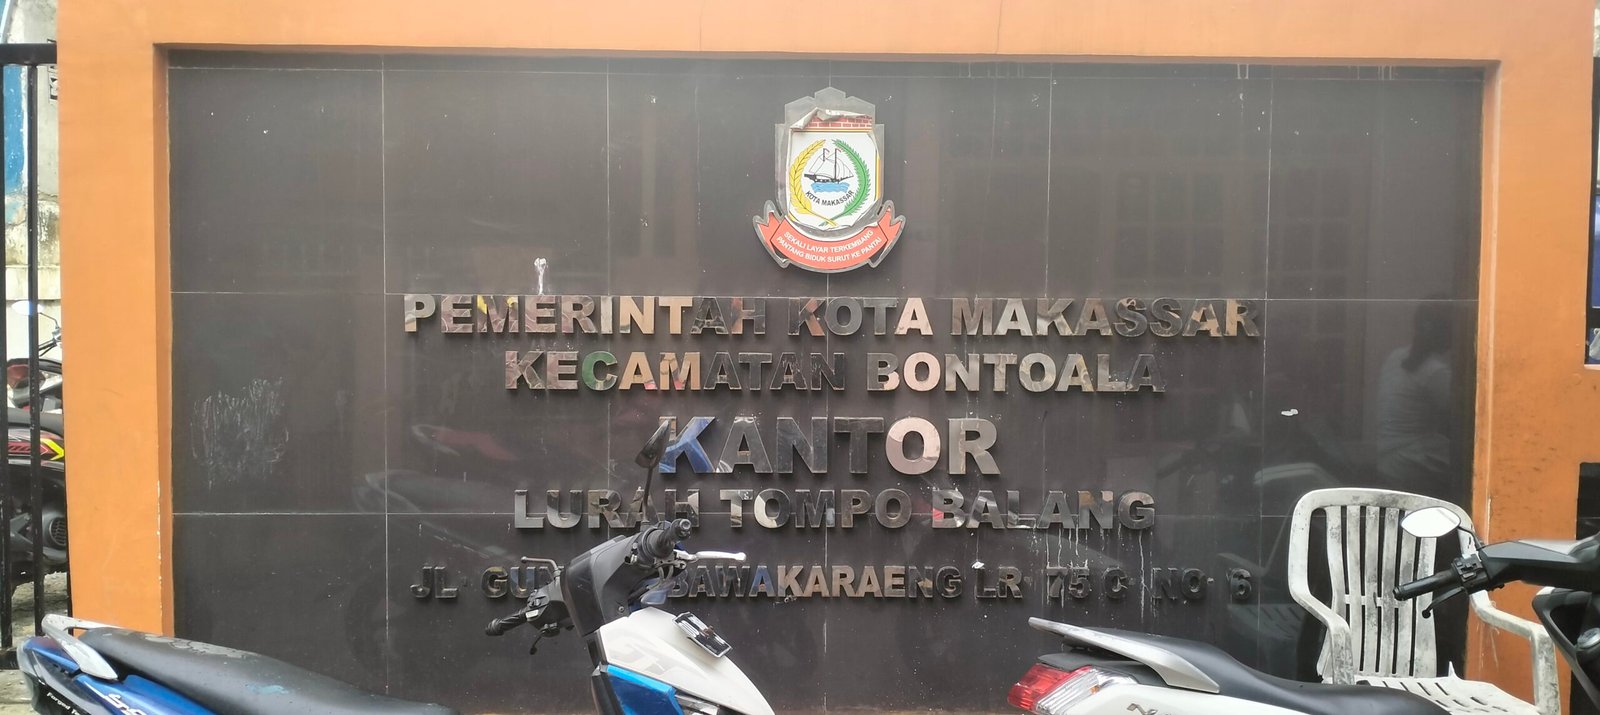 KOTA MAKASSAR
SEKALI LAYAR TERKEMBANG
PANTANG BIDUK SURUT KE PANTAI
PEMERINTAH KOTA MAKASSAR
KECAMATAN BONTOALA
KANTOR
LURAH TOMPO BALANG
JL· BAWAKARAENG LR· 75 C NO· 6